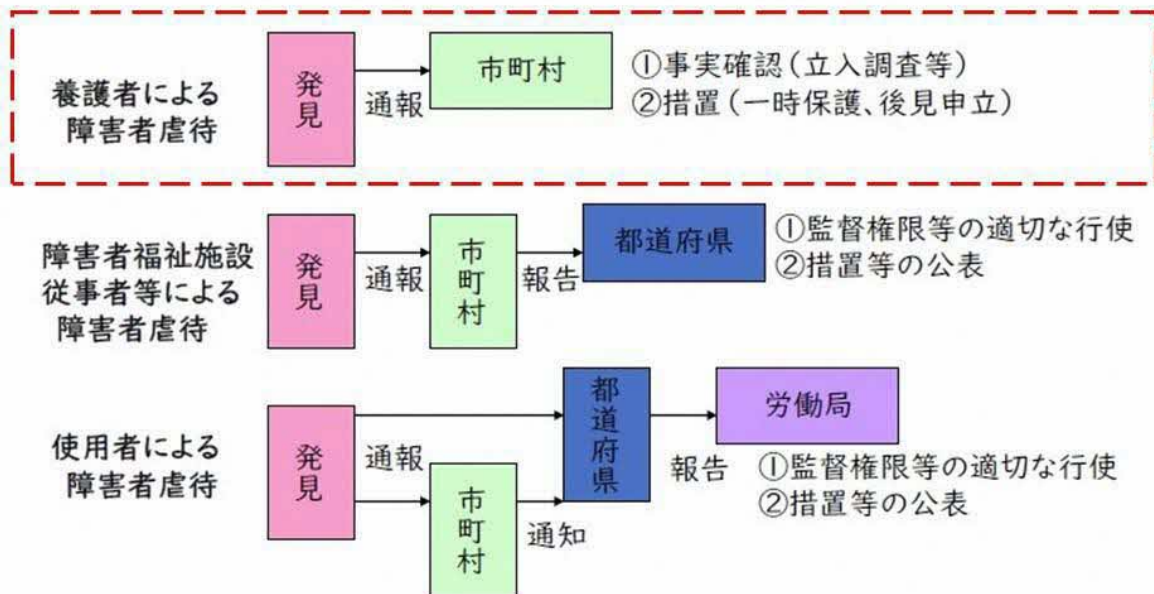 養護者による
障害者虐待
発見
通報
市町村
①事実確認(立入調査等)
②措置(一時保護、後見申立)
障害者福祉施設
従事者等による
障害者虐待
発見
通報
市町村
報告
都道府県
①監督権限等の適切な行使
②措置等の公表
使用者による
障害者虐待
発見
通報
市町村
通知
都道府県
報告
労働局
①監督権限等の適切な行使
②措置等の公表